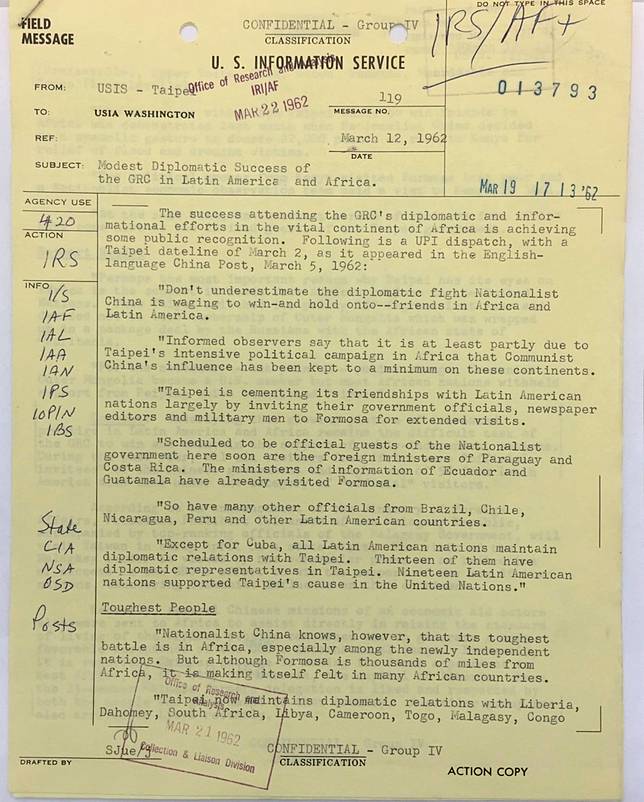 DO NOT TYPE IN THIS SPACE
FIELD
MESSAGE
CONFIDENTIAL - Group IV
CLASSIFICATION
IRS/AF+
U. S. INFORMATION SERVICE
Office of Research and Analysis
IRI/AF
MAR 22 1962
FROM: USIS - Taipei
119
MESSAGE NO.
013793
TO: USIA WASHINGTON
REF:
March 12, 1962
DATE
SUBJECT: Modest Diplomatic Success of
the GRC in Latin America and Africa.
MAR 19 17 13 '62
AGENCY USE
420
ACTION
IRS
INFO
I/S
IAF
IAL
IAA
IAN
IPS
IOP/N
IBS
State
CIA
NSA
OSD
Posts
The success attending the GRC's diplomatic and infor-
mational efforts in the vital continent of Africa is achieving
some public recognition. Following is a UPI dispatch, with a
Taipei dateline of March 2, as it appeared in the English-
language China Post, March 5, 1962:
"Don't underestimate the diplomatic fight Nationalist
China is waging to win-and hold onto--friends in Africa and
Latin America.
"Informed observers say that it is at least partly due to
Taipei's intensive political campaign in Africa that Communist
China's influence has been kept to a minimum on these continents.
"Taipei is cementing its friendships with Latin American
nations largely by inviting their government officials, newspaper
editors and military men to Formosa for extended visits.
"Scheduled to be official guests of the Nationalist
government here soon are the foreign ministers of Paraguay and
Costa Rica. The ministers of information of Ecuador and
Guatamala have already visited Formosa.
"So have many other officials from Brazil, Chile,
Nicaragua, Peru and other Latin American countries.
"Except for Cuba, all Latin American nations maintain
diplomatic relations with Taipei. Thirteen of them have
diplomatic representatives in Taipei. Nineteen Latin American
nations supported Taipei's cause in the United Nations."
Toughest People
"Nationalist China knows, however, that its toughest
battle is in Africa, especially among the newly independent
nations. But although Formosa is thousands of miles from
Africa, it is making itself felt in many African countries.
"Taipei now maintains diplomatic relations with Liberia,
Dahomey, South Africa, Libya, Cameroon, Togo, Malagasy, Congo
Office of Research and
Analysis
MAR 21 1962
Collection & Liaison Division
SJue/j
CONFIDENTIAL - Group IV
CLASSIFICATION
DRAFTED BY
ACTION COPY